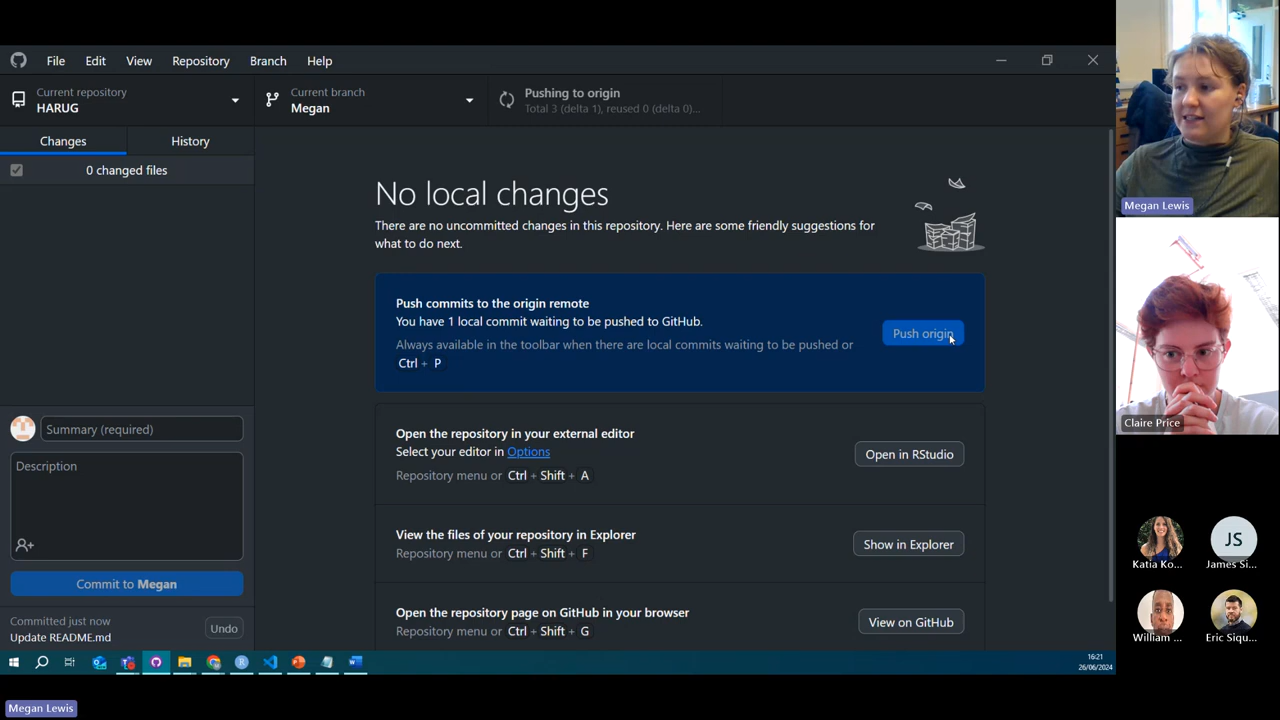 File Edit View Repository Branch Help
Current repository
HARUG
Current branch
Megan
Pushing to origin
Total 3 (delta 1), reused 0 (delta 0)...
Changes History
0 changed files
No local changes
There are no uncommitted changes in this repository. Here are some friendly suggestions for
what to do next.
Push commits to the origin remote
You have 1 local commit waiting to be pushed to GitHub.
Always available in the toolbar when there are local commits waiting to be pushed or
Ctrl + P
Push origin
Open the repository in your external editor
Select your editor in Options
Repository menu or Ctrl + Shift + A
Open in RStudio
View the files of your repository in Explorer
Repository menu or Ctrl + Shift + F
Show in Explorer
Open the repository page on GitHub in your browser
Repository menu or Ctrl + Shift + G
View on GitHub
Summary (required)
Description
Commit to Megan
Committed just now
Update README.md
Undo
16:21
26/06/2024
Megan Lewis
Claire Price
JS
Katia Ko...
James Si...
William ...
Eric Siqu...
Megan Lewis